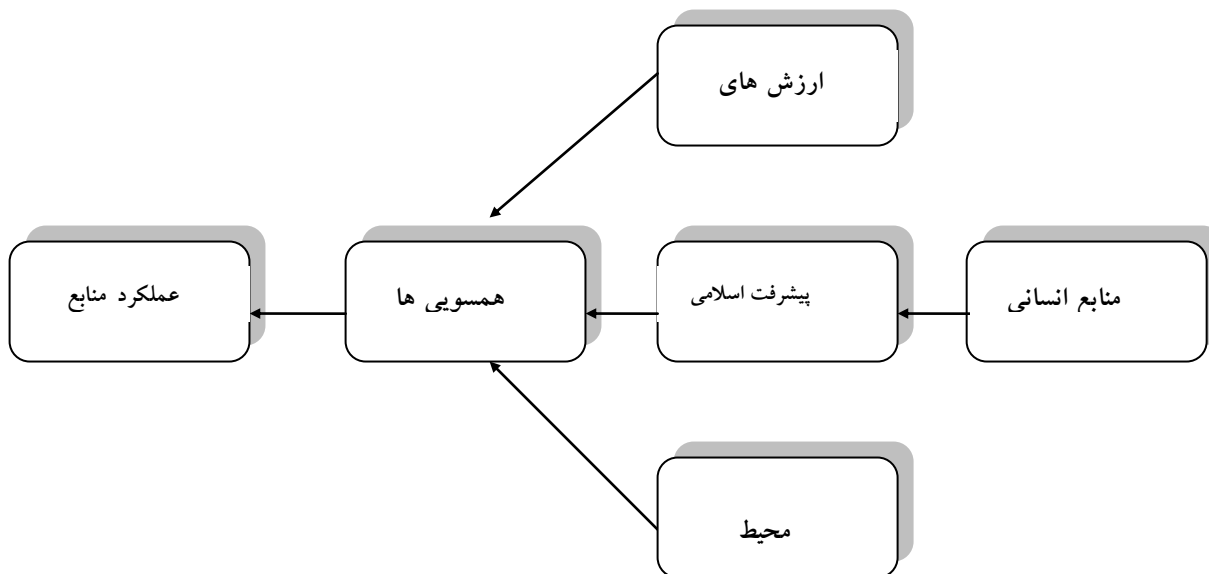 ارزش های
منابع انسانی
پیشرفت اسلامی
همسویی ها
عملکرد منابع
محیط